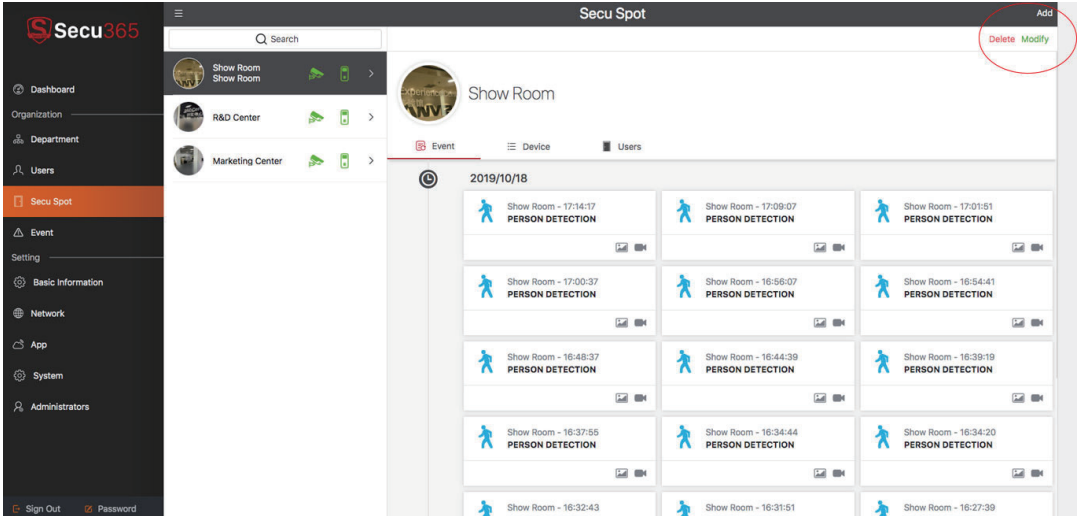 Secu365
Dashboard
Organization
Department
Users
Secu Spot
Event
Setting
Basic Information
Network
App
System
Administrators
Sign Out
Password
Secu Spot
Add
Search
Delete Modify
Show Room
Show Room
R&D Center
Marketing Center
Show Room
Event
Device
Users
2019/10/18
Show Room - 17:14:17
PERSON DETECTION
Show Room - 17:09:07
PERSON DETECTION
Show Room - 17:01:51
PERSON DETECTION
Show Room - 17:00:37
PERSON DETECTION
Show Room - 16:56:07
PERSON DETECTION
Show Room - 16:54:41
PERSON DETECTION
Show Room - 16:48:37
PERSON DETECTION
Show Room - 16:44:39
PERSON DETECTION
Show Room - 16:39:19
PERSON DETECTION
Show Room - 16:37:55
PERSON DETECTION
Show Room - 16:34:44
PERSON DETECTION
Show Room - 16:34:20
PERSON DETECTION
Show Room - 16:32:43
Show Room - 16:31:51
Show Room - 16:27:39